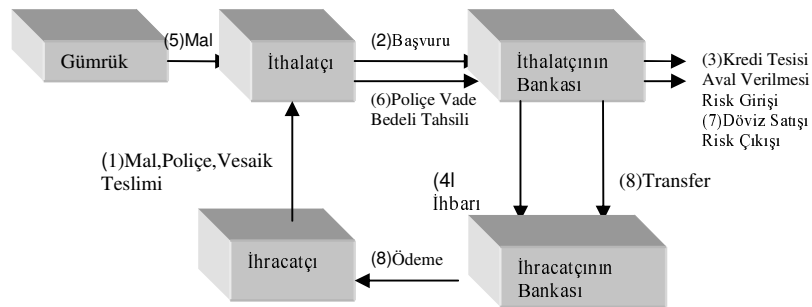 (5)Mal
(2)Başvuru
Gümrük
İthalatçı
İthalatçının
Bankası
(3)Kredi Tesisi
Aval Verilmesi
Risk Girişi
(7)Döviz Satışı
Risk Çıkışı
(6)Poliçe Vade
Bedeli Tahsili
(1)Mal,Poliçe,Vesaik
Teslimi
(4l
İhbarı
(8)Transfer
İhracatçı
(8)Ödeme
İhracatçının
Bankası